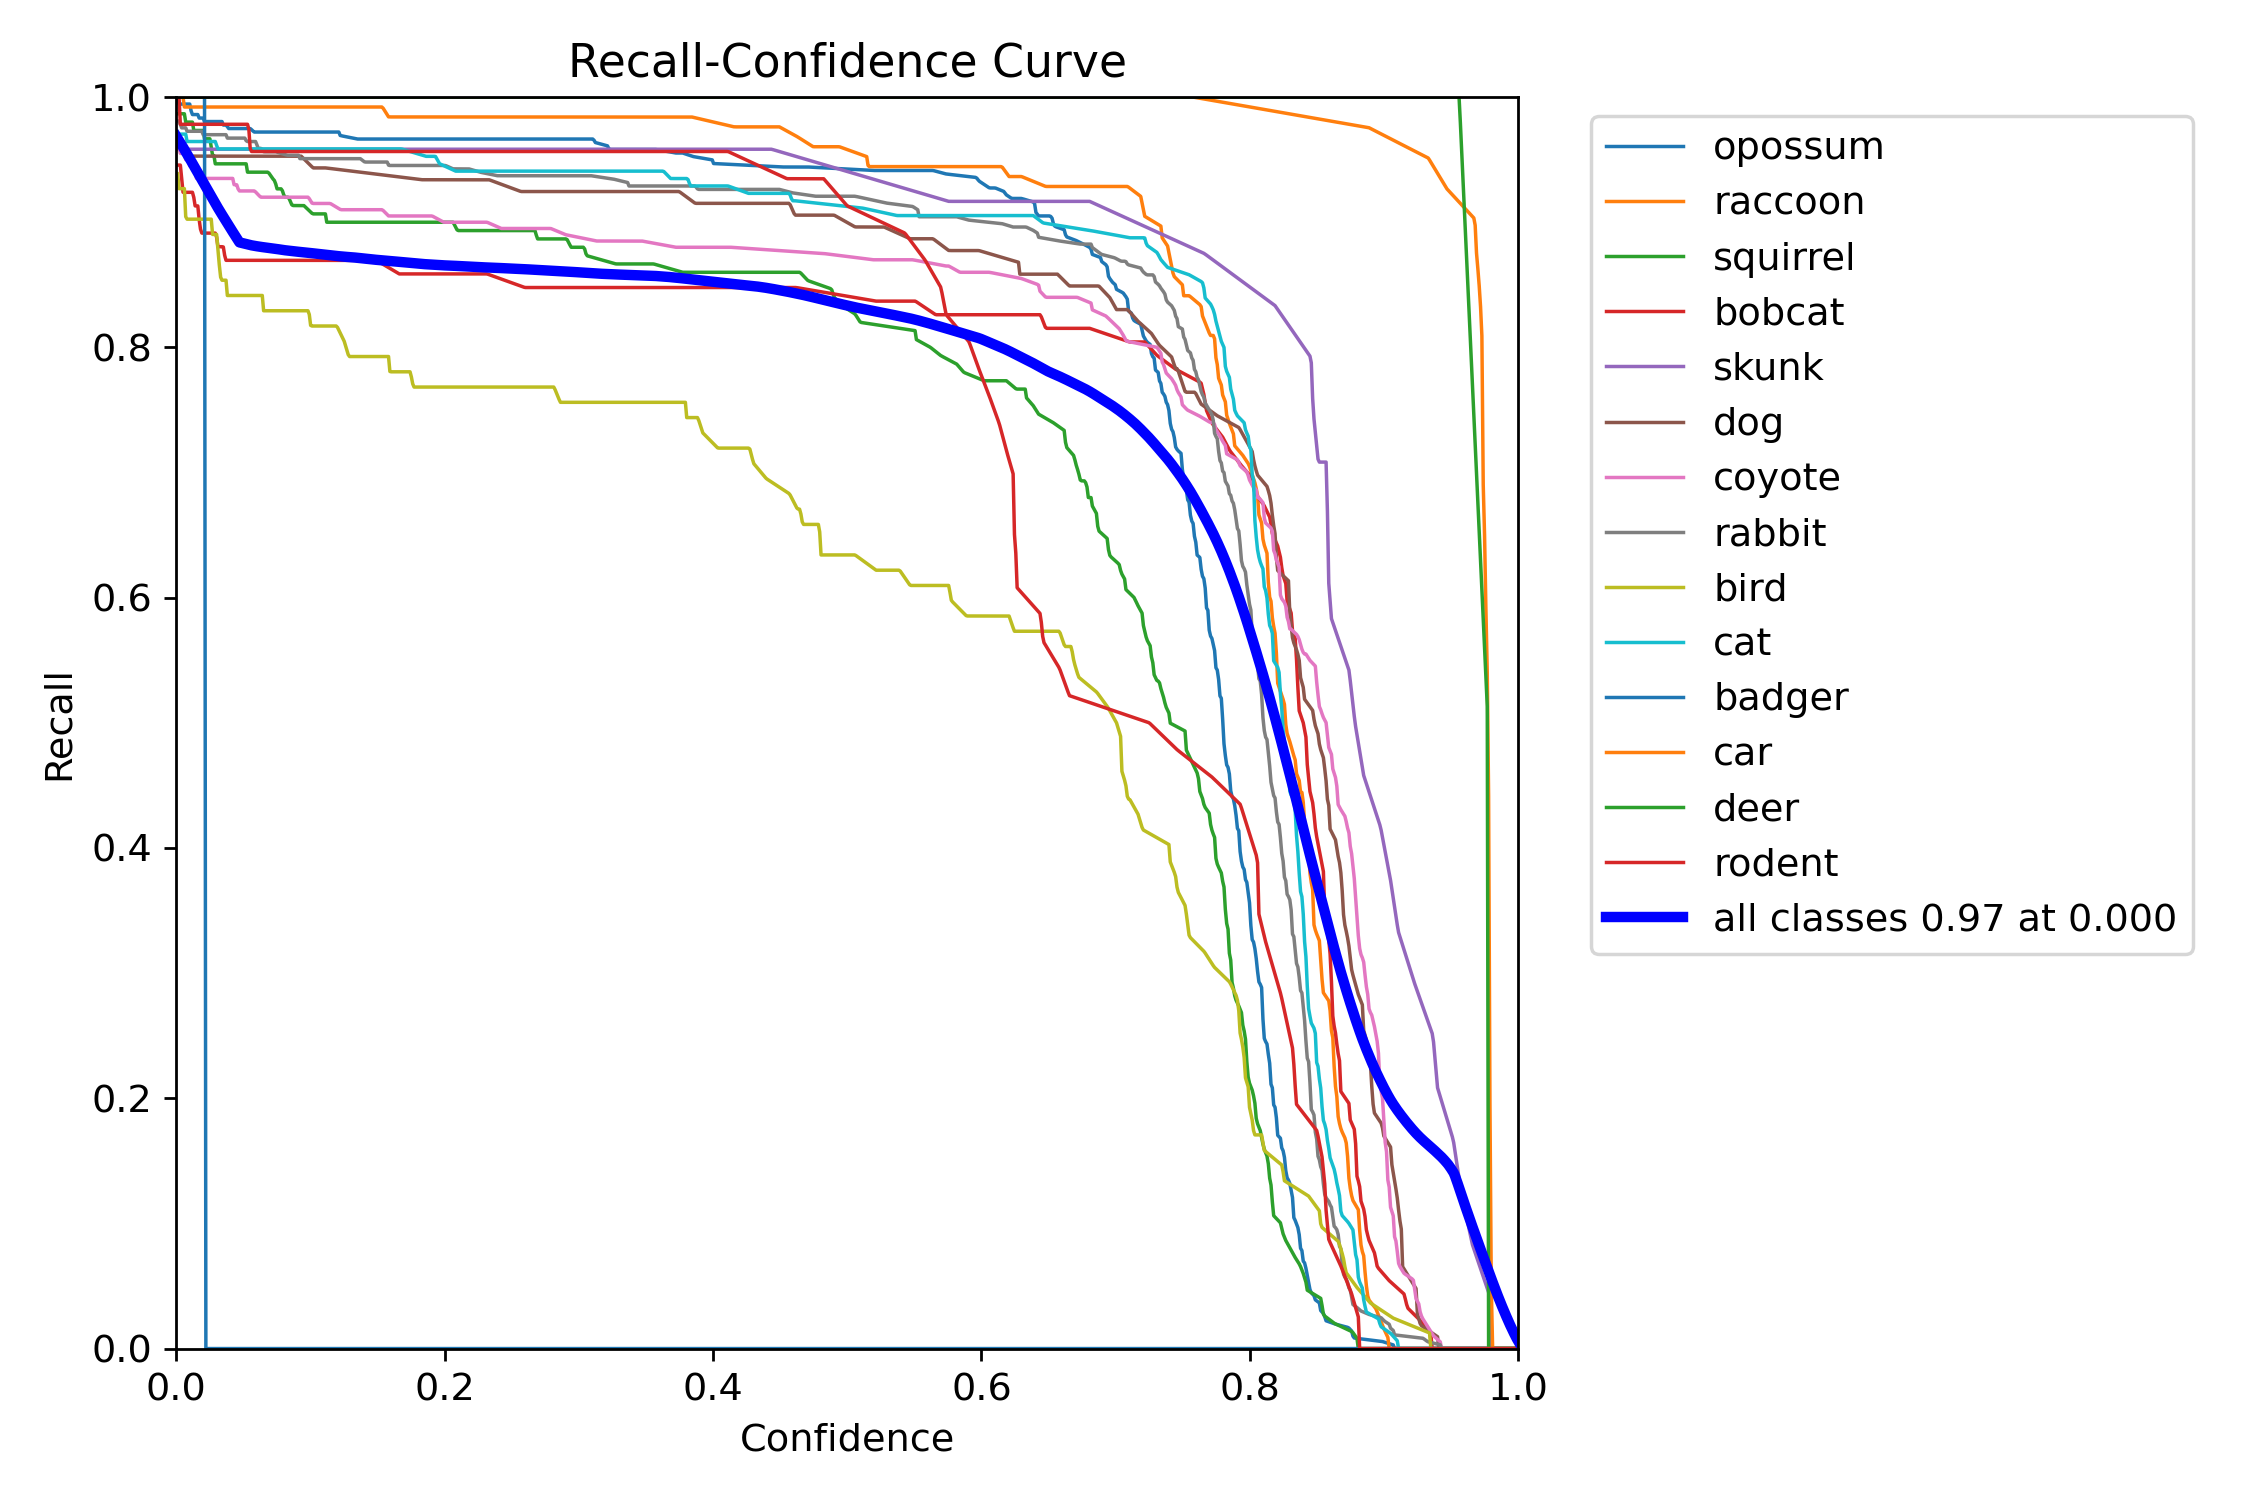 Recall-Confidence Curve
1.0
0.8
0.6
0.4
0.2
0.0
Recall
0.0 0.2 0.4 0.6 0.8 1.0
Confidence
opossum
raccoon
squirrel
bobcat
skunk
dog
coyote
rabbit
bird
cat
badger
car
deer
rodent
all classes 0.97 at 0.000